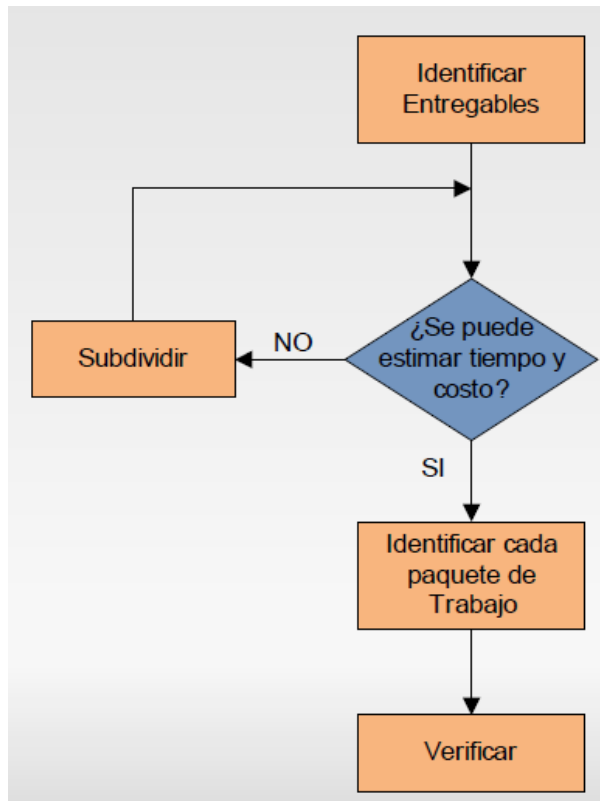 Identificar
Entregables
¿Se puede
estimar tiempo y
costo?
NO
Subdividir
SI
Identificar cada
paquete de
Trabajo
Verificar